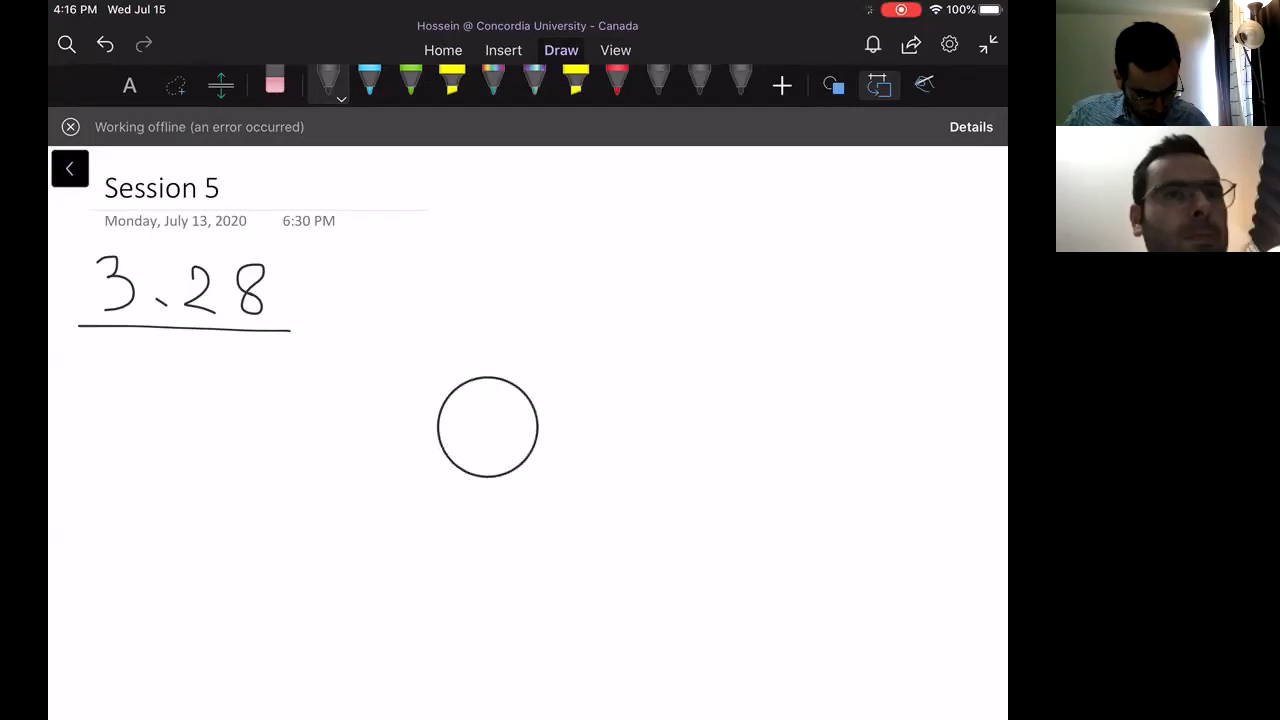 4:16 PM Wed Jul 15
100%
Hossein @ Concordia University - Canada
Home Insert Draw View
A
Working offline (an error occurred)
Details
Session 5
Monday, July 13, 2020 6:30 PM
3.28